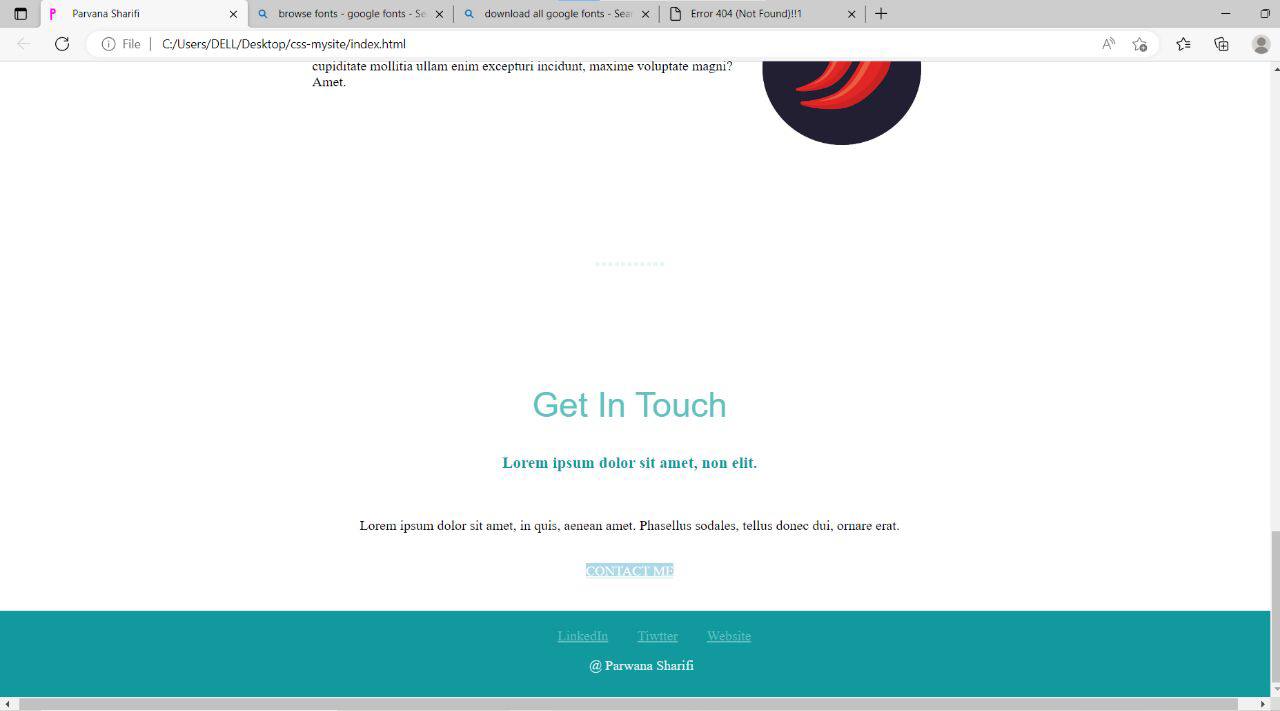 P Parvana Sharifi
browse fonts - google fonts - Se
download all google fonts - Sear
Error 404 (Not Found)!!1
File
C:/Users/DELL/Desktop/css-mysite/index.html
cupiditate mollitia ullam enim excepturi incidunt, maxime voluptate magni?
Amet.
Get In Touch
Lorem ipsum dolor sit amet, non elit.
Lorem ipsum dolor sit amet, in quis, aenean amet. Phasellus sodales, tellus donec dui, ornare erat.
CONTACT ME
LinkedIn Tiwtter Website
@ Parwana Sharifi